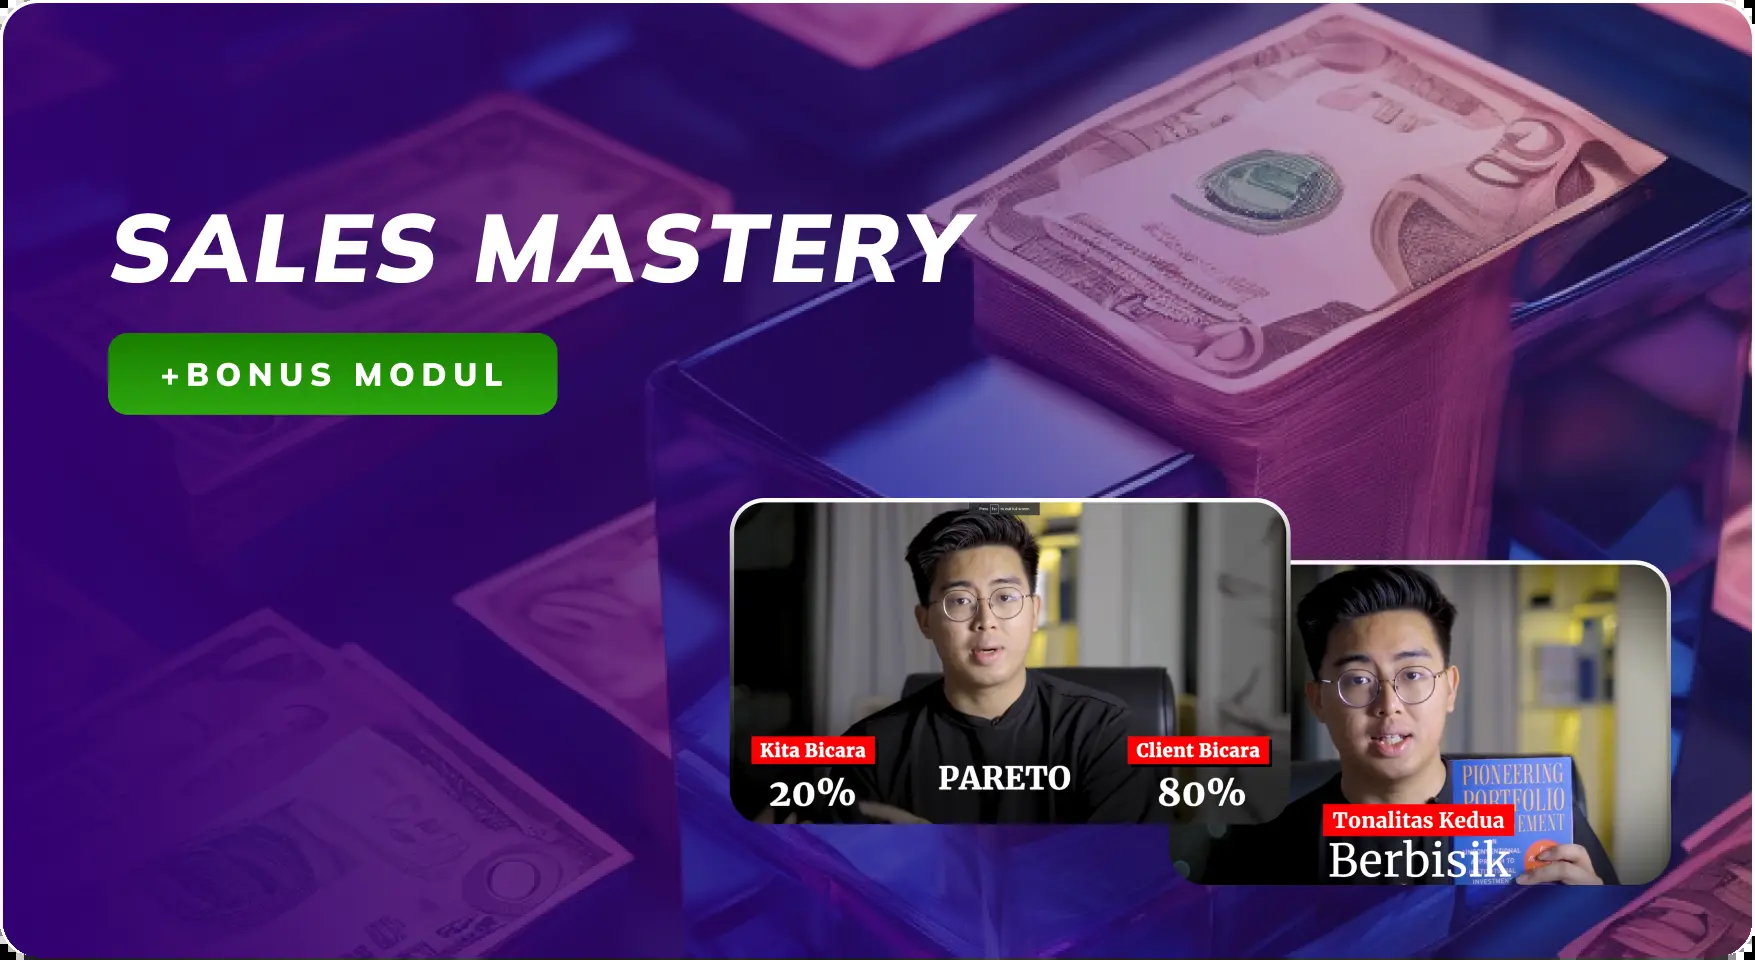 SALES MASTERY
+BONUS MODUL
Kita Bicara
20%
PARETO
Client Bicara
80%
PIONEERING
PORTFOLIO
Tonalitas Kedua
Berbisik